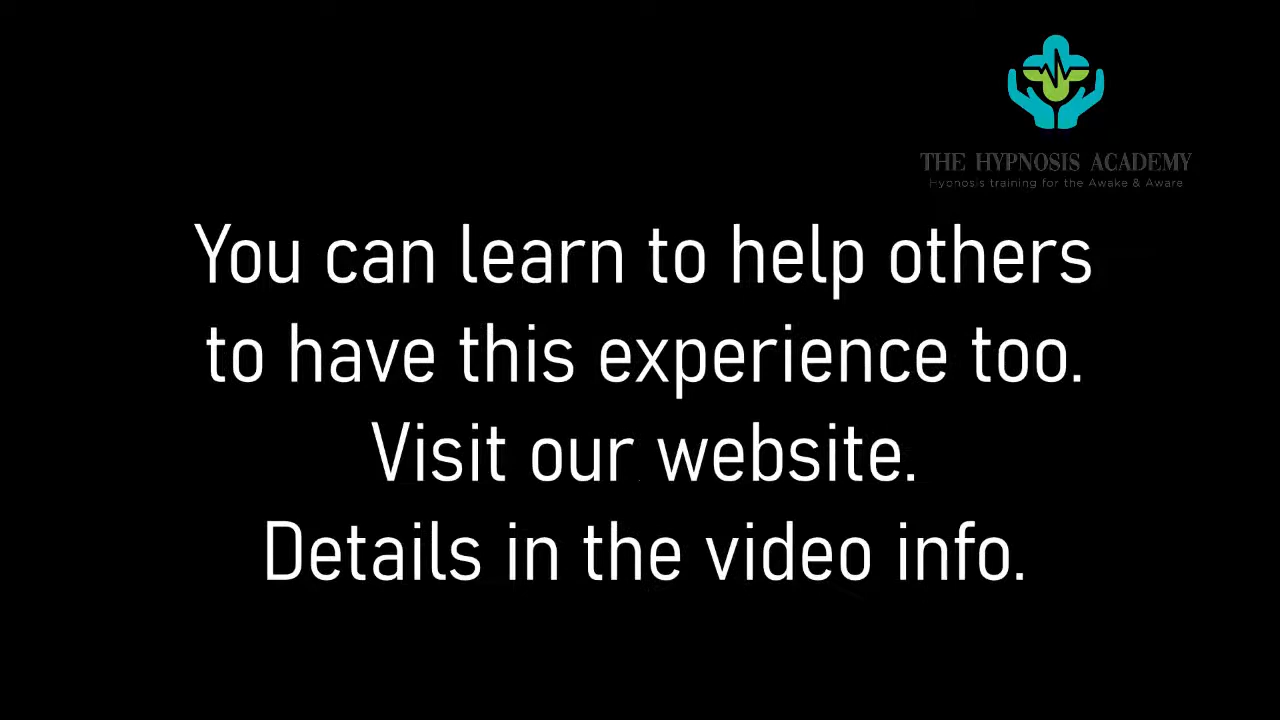 THE HYPNOSIS ACADEMY
Hypnosis training for the Awake & Aware
You can learn to help others
to have this experience too.
Visit our website.
Details in the video info.